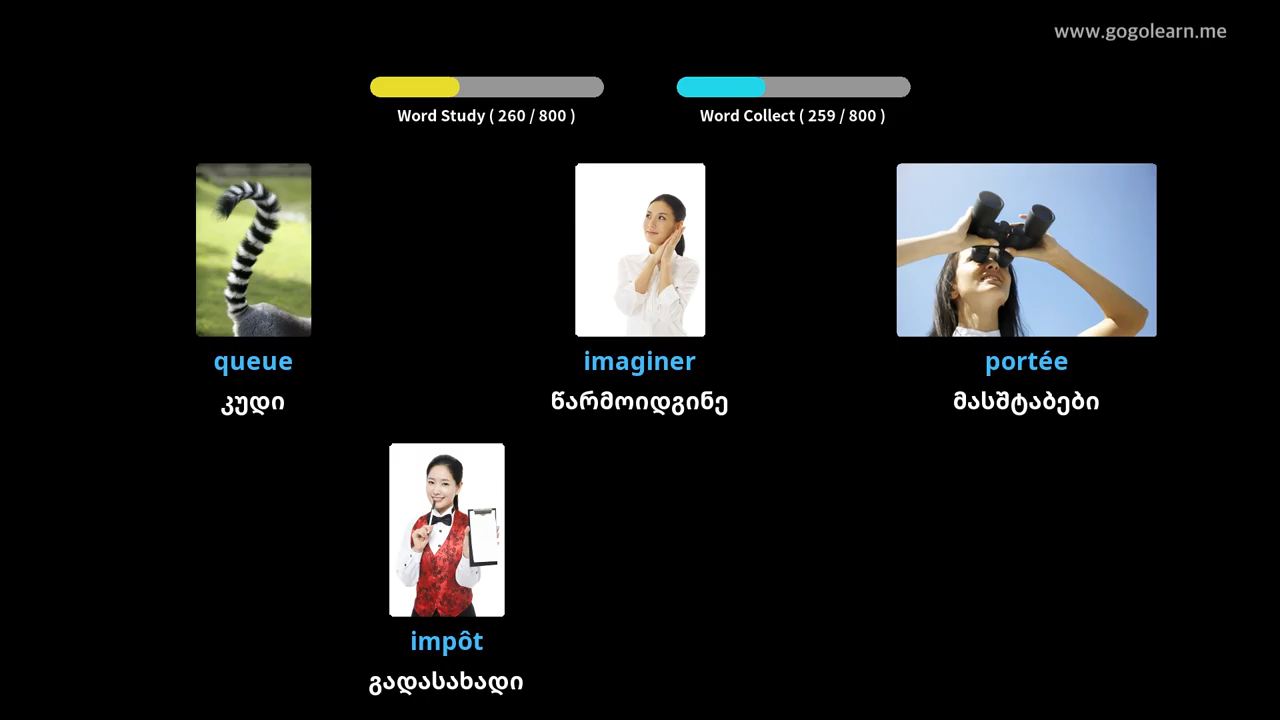 www.gogolearn.me
Word Study ( 260 / 800 )
Word Collect ( 259 / 800 )
queue
imaginer
portée
კუდი
წარმოიდგინე
მასშტაბები
impôt
გადასახადი